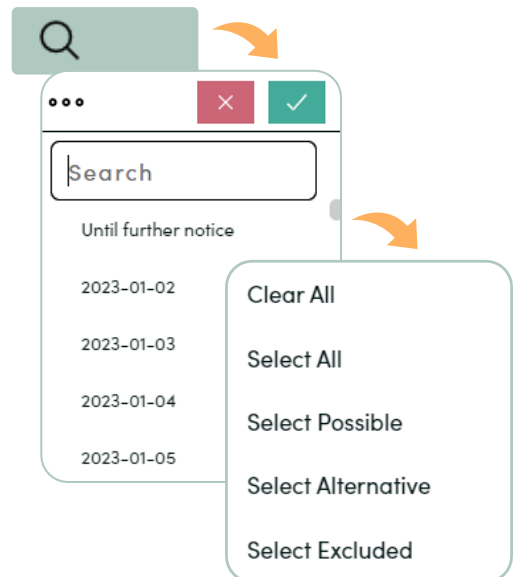 Search
Until further notice
2023-01-02
2023-01-03
2023-01-04
2023-01-05
Clear All
Select All
Select Possible
Select Alternative
Select Excluded